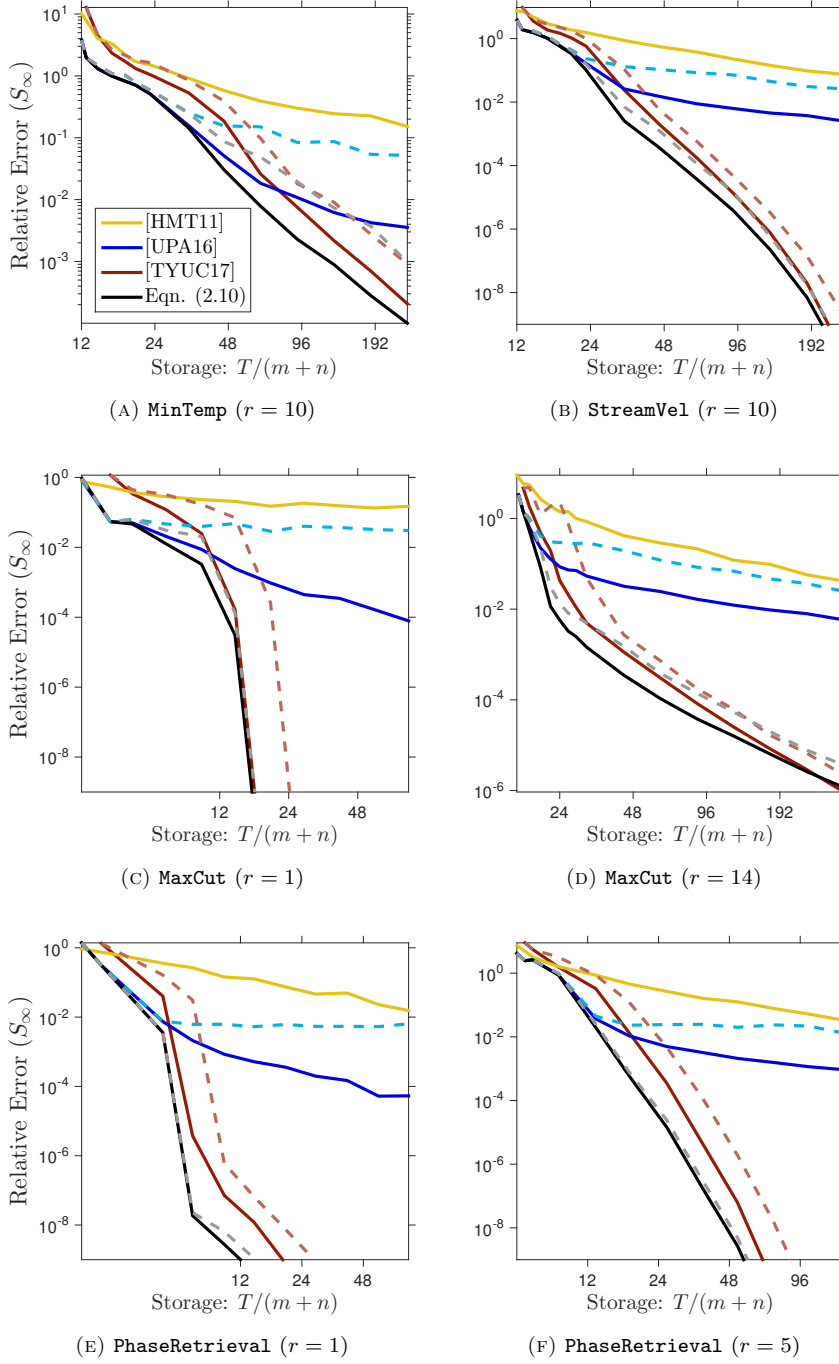 Relative Error (S∞)
10^1
10^0
10^-1
10^-2
10^-3
[HMT11]
[UPA16]
[TYUC17]
Eqn. (2.10)
12 24 48 96 192
Storage: T/(m + n)
(A) MinTemp (r = 10)
10^0
10^-2
10^-4
10^-6
10^-8
12 24 48 96 192
Storage: T/(m + n)
(B) StreamVel (r = 10)
Relative Error (S∞)
10^0
10^-2
10^-4
10^-6
10^-8
12 24 48
Storage: T/(m + n)
(C) MaxCut (r = 1)
10^0
10^-2
10^-4
10^-6
24 48 96 192
Storage: T/(m + n)
(D) MaxCut (r = 14)
Relative Error (S∞)
10^0
10^-2
10^-4
10^-6
10^-8
12 24 48
Storage: T/(m + n)
(E) PhaseRetrieval (r = 1)
10^0
10^-2
10^-4
10^-6
10^-8
12 24 48 96
Storage: T/(m + n)
(F) PhaseRetrieval (r = 5)